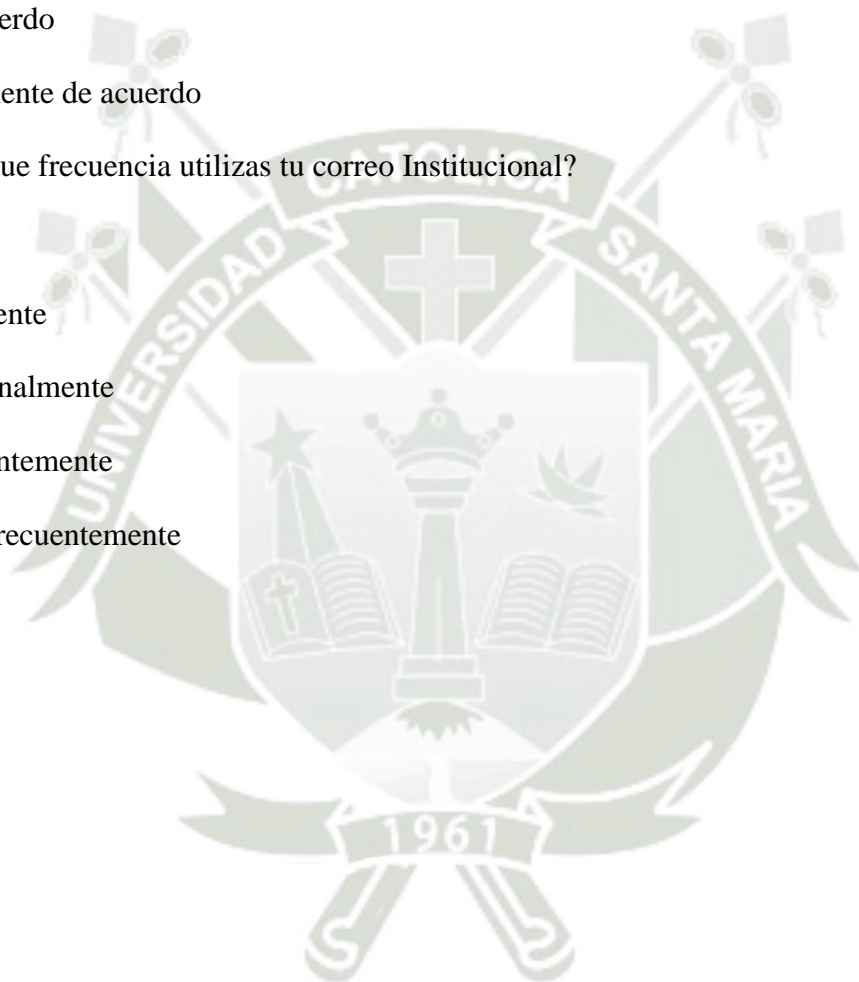 erdo
ente de acuerdo
ue frecuencia utilizas tu correo Institucional?
ente
nalmente
ntemente
recuentemente
UNIVERSIDAD CATOLICA SANTA MARIA
1961